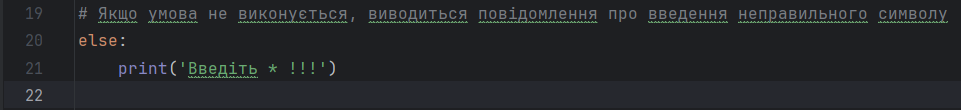 19 # Якщо умова не виконується, виводиться повідомлення про введення неправильного символу
20 else:
21 print('Введіть * !!!')
22